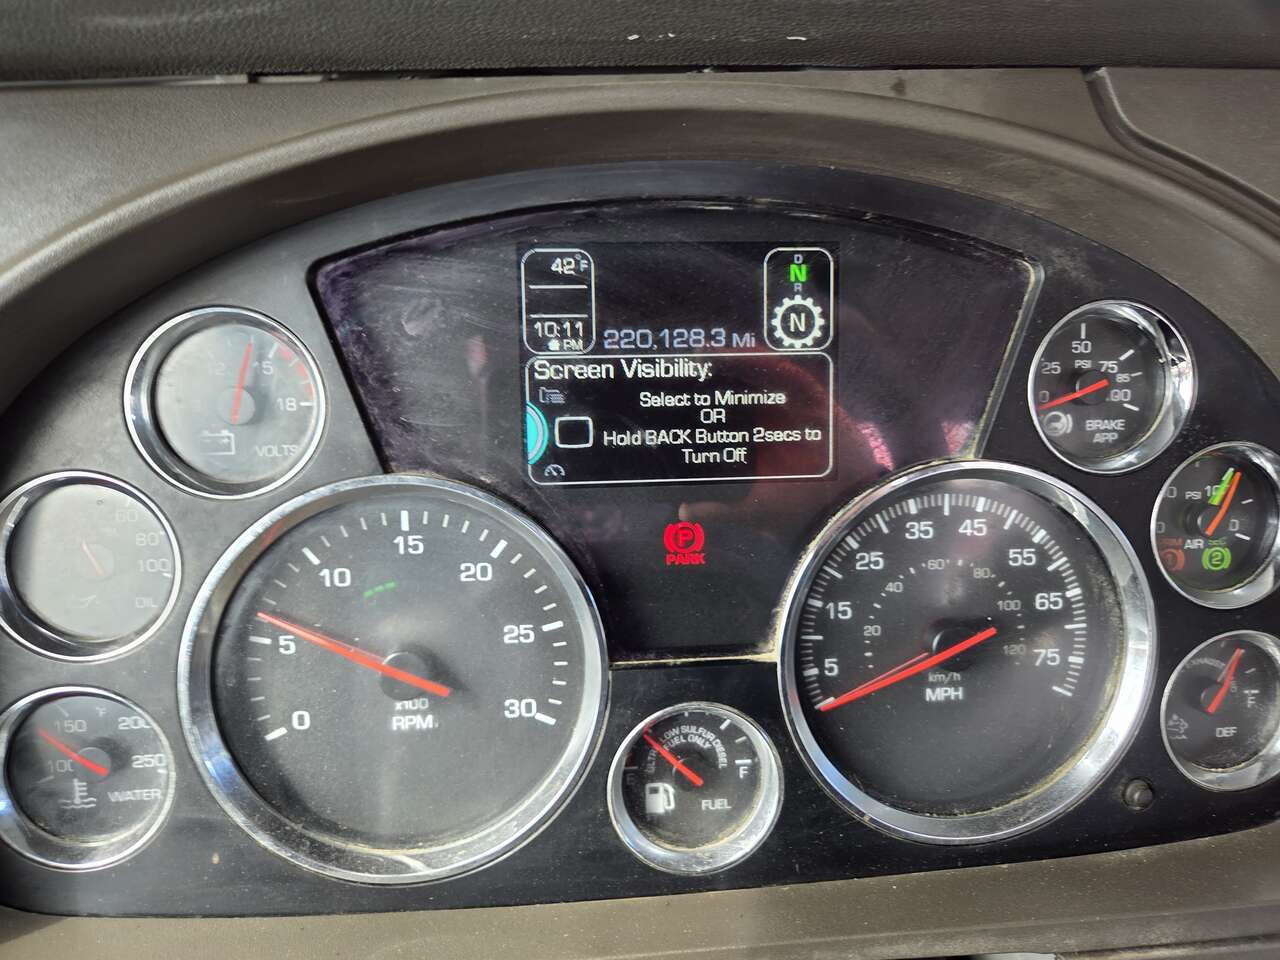 42°F
10:11
PM
220,128.3 Mi
D
N
R
N
Screen Visibility:
Select to Minimize
OR
Hold BACK Button 2secs to
Turn Off
P
PARK
12 15 18
VOLTS
60
80
100
OIL
°F
100 150 200 250
WATER
0 5 10 15 20 25 30
x100
RPM
ULTRA LOW SULFUR DIESEL
FUEL ONLY
F
FUEL
5 15 25 35 45 55 65 75
20 40 60 80 100 120
km/h
MPH
0 25 50 75
85
PSI
BRAKE
APP
PSI
AIR
1
2
EXHAUST
F
DEF